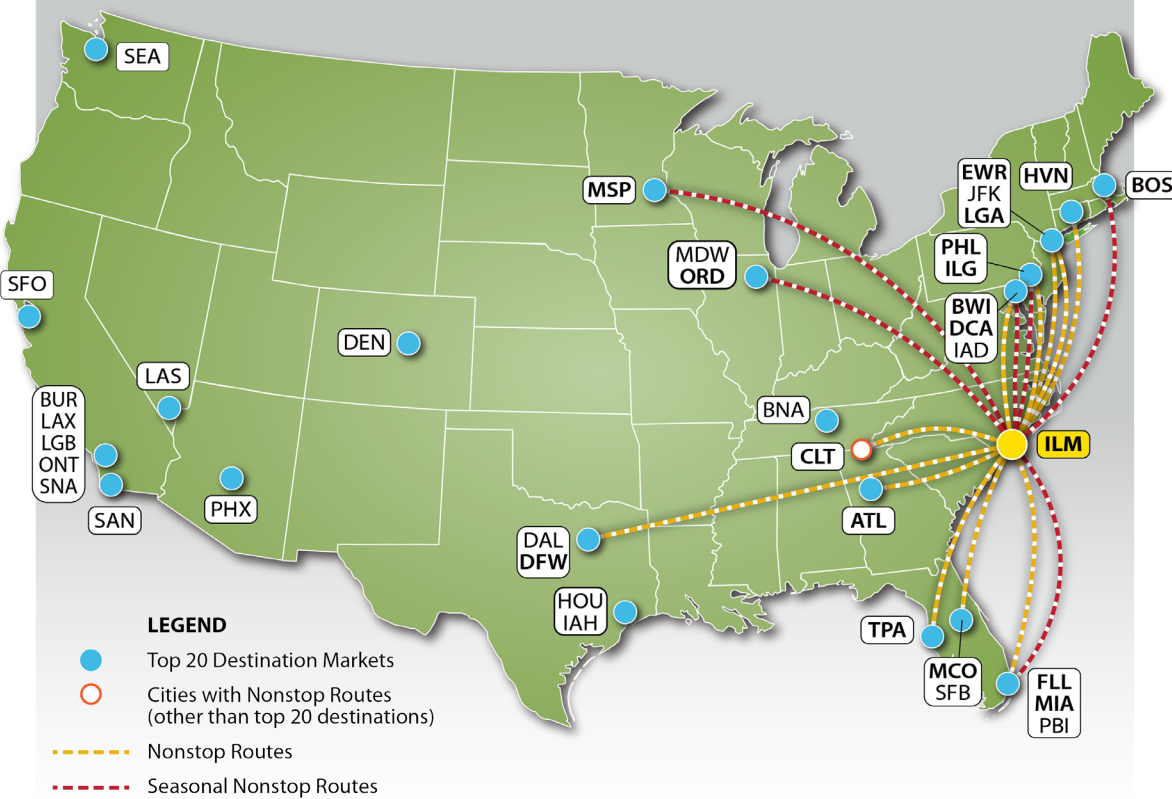 SEA
MSP
EWR
JFK
LGA
HVN
BOS
PHL
ILG
MDW
ORD
SFO
BWI
DCA
IAD
DEN
LAS
BUR
LAX
LGB
ONT
SNA
BNA
CLT
ILM
PHX
SAN
ATL
DAL
DFW
HOU
IAH
TPA
MCO
SFB
FLL
MIA
PBI
LEGEND
Top 20 Destination Markets
Cities with Nonstop Routes
(other than top 20 destinations)
Nonstop Routes
Seasonal Nonstop Routes